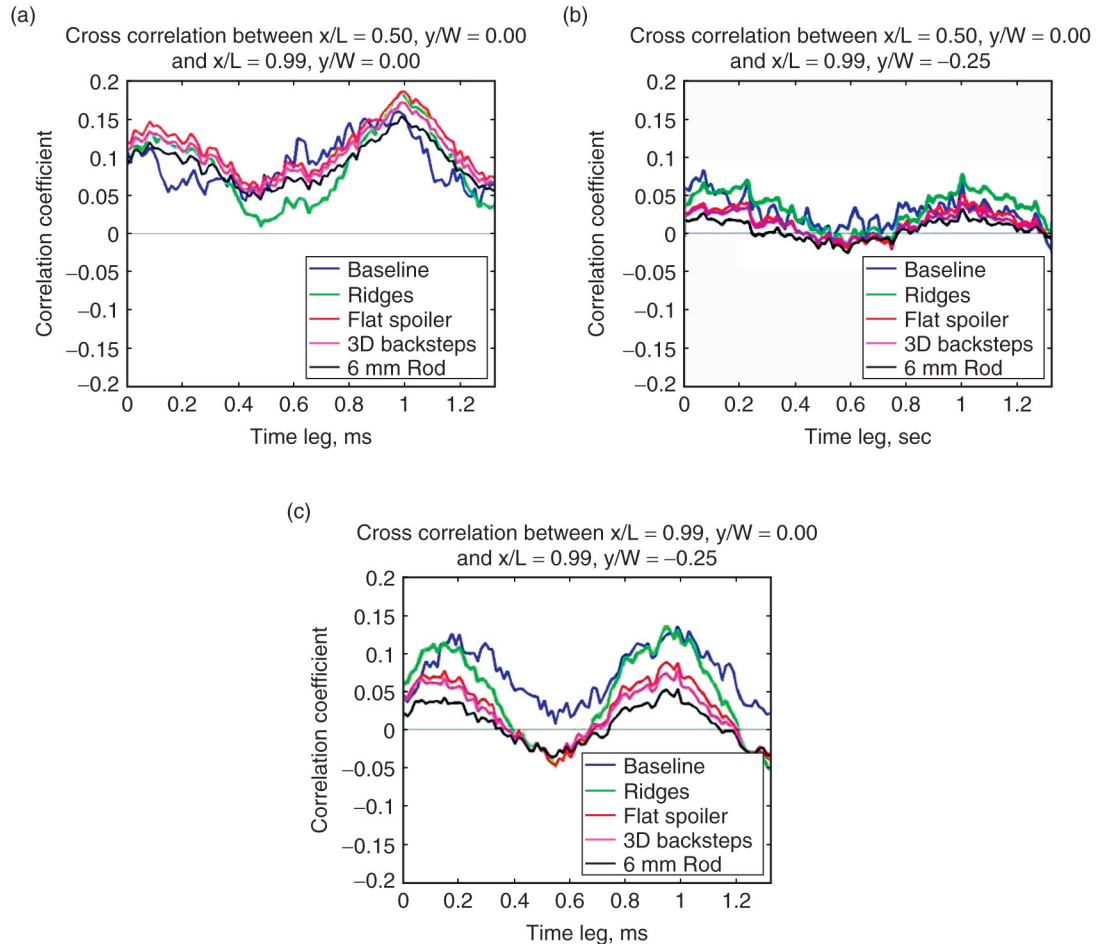 (a)
Cross correlation between x/L = 0.50, y/W = 0.00
and x/L = 0.99, y/W = 0.00
Correlation coefficient
0.2
0.15
0.1
0.05
0
−0.05
−0.1
−0.15
−0.2
Baseline
Ridges
Flat spoiler
3D backsteps
6 mm Rod
0 0.2 0.4 0.6 0.8 1 1.2
Time leg, ms
(b)
Cross correlation between x/L = 0.50, y/W = 0.00
and x/L = 0.99, y/W = −0.25
Correlation coefficient
0.2
0.15
0.1
0.05
0
−0.05
−0.1
−0.15
−0.2
Baseline
Ridges
Flat spoiler
3D backsteps
6 mm Rod
0 0.2 0.4 0.6 0.8 1 1.2
Time leg, sec
(c)
Cross correlation between x/L = 0.99, y/W = 0.00
and x/L = 0.99, y/W = −0.25
Correlation coefficient
0.2
0.15
0.1
0.05
0
−0.05
−0.1
−0.15
−0.2
Baseline
Ridges
Flat spoiler
3D backsteps
6 mm Rod
0 0.2 0.4 0.6 0.8 1 1.2
Time leg, ms